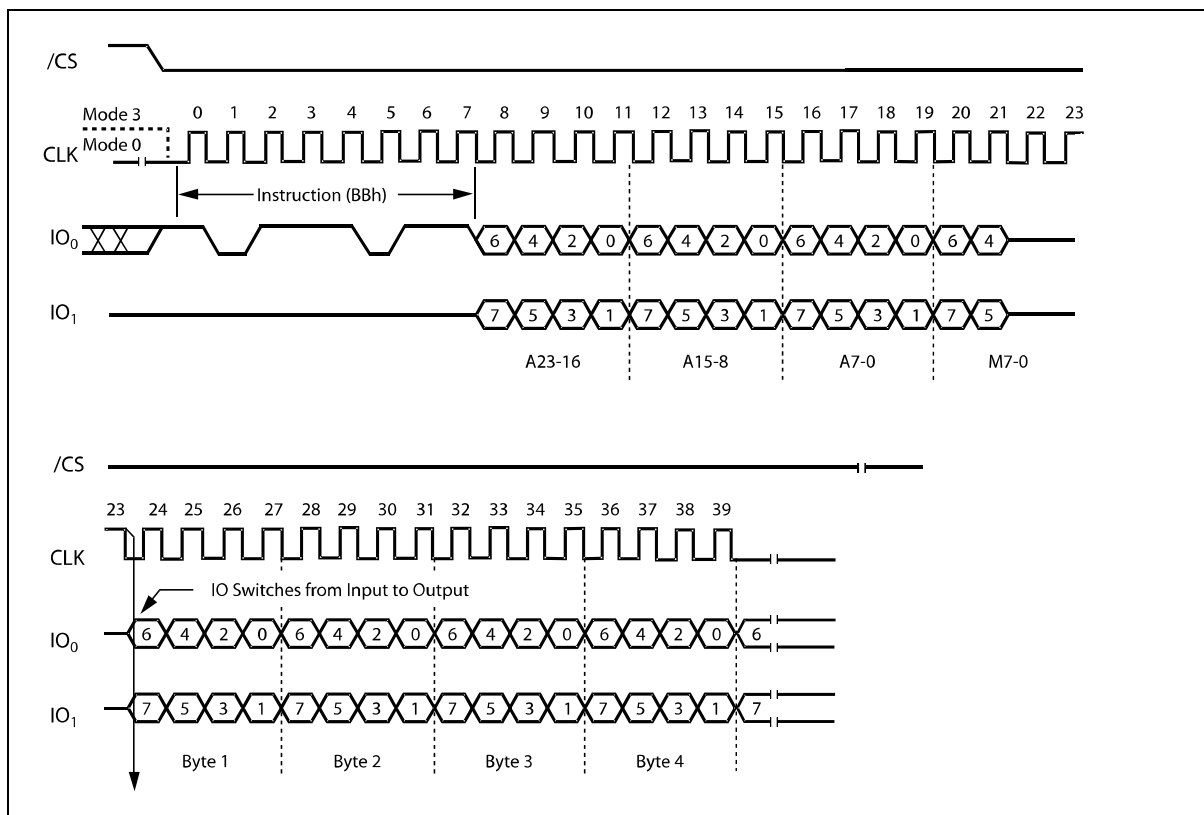 /CS
Mode 3
0 1 2 3 4 5 6 7 8 9 10 11 12 13 14 15 16 17 18 19 20 21 22 23
Mode 0
CLK
Instruction (BBh)
IO0 6 4 2 0 6 4 2 0 6 4 2 0 6 4
IO1 7 5 3 1 7 5 3 1 7 5 3 1 7 5
A23-16 A15-8 A7-0 M7-0
/CS
23 24 25 26 27 28 29 30 31 32 33 34 35 36 37 38 39
CLK
IO Switches from Input to Output
IO0 6 4 2 0 6 4 2 0 6 4 2 0 6 4 2 0 6
IO1 7 5 3 1 7 5 3 1 7 5 3 1 7 5 3 1 7
Byte 1 Byte 2 Byte 3 Byte 4